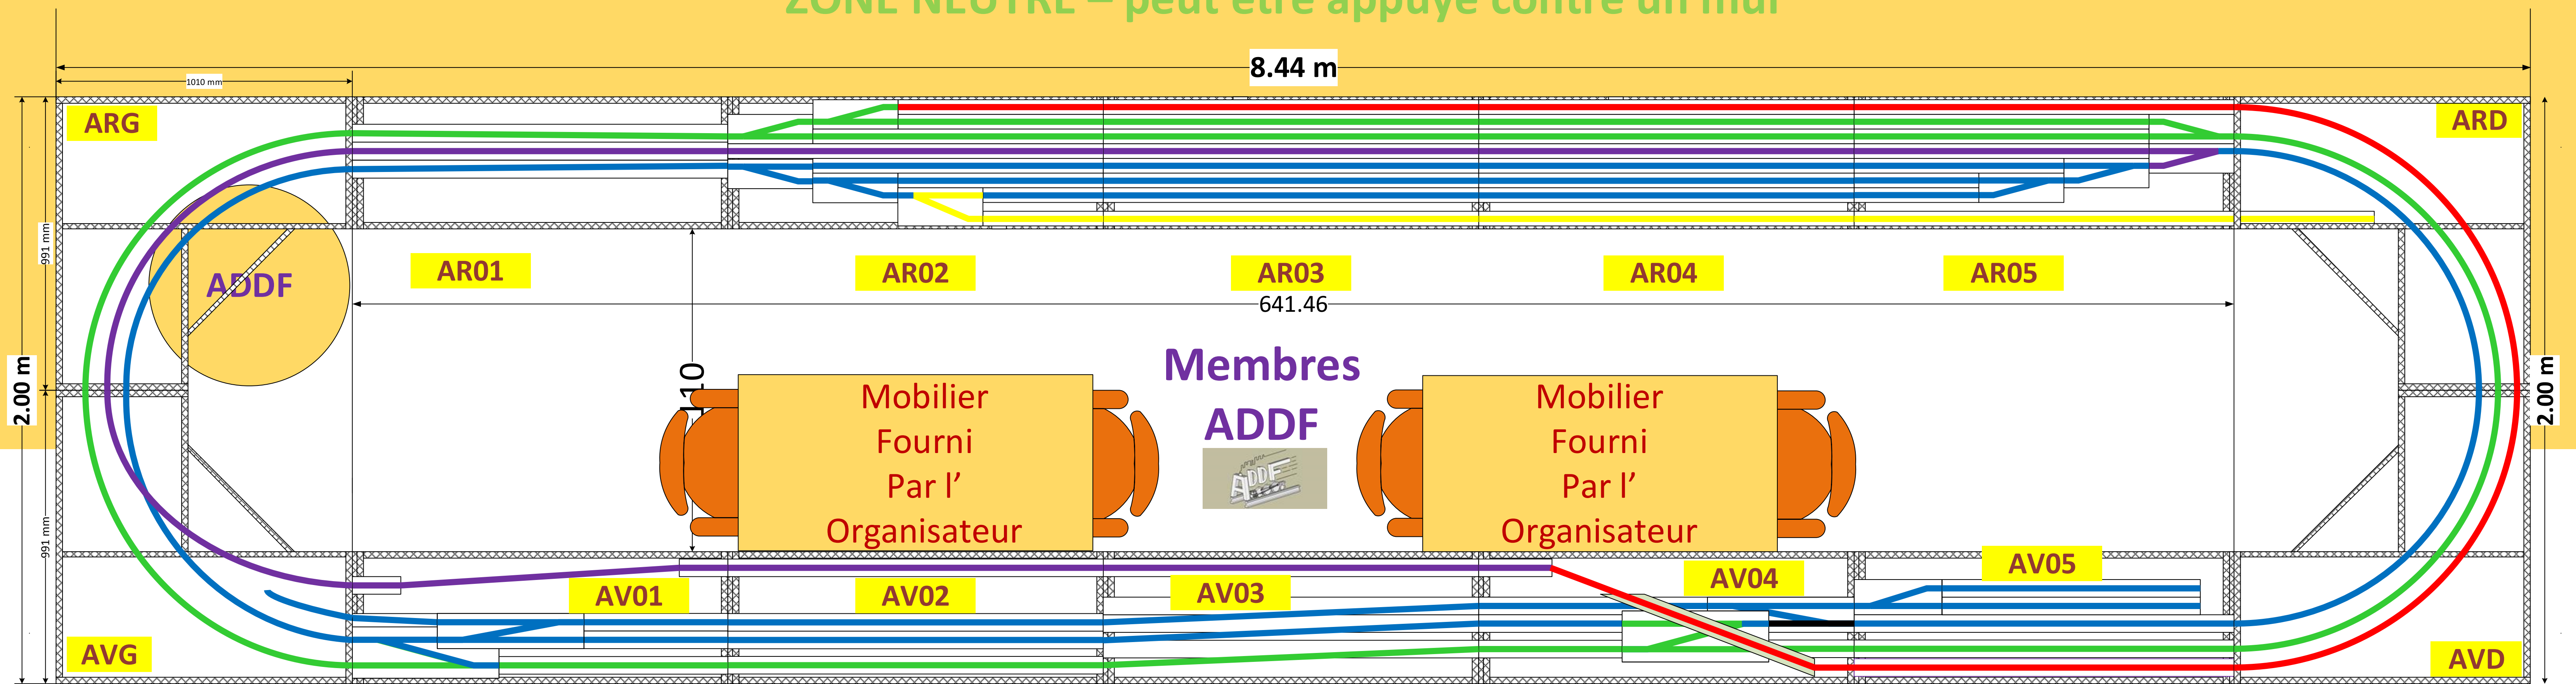 ZONE NEUTRE – peut être appuyé contre un mur
8.44 m
1010 mm
ARG
ARD
991 mm
ADDF
AR01
AR02
AR03
AR04
AR05
641.46
2.00 m
2.00 m
110
Membres
ADDF
ADDF
Mobilier
Fourni
Par l’
Organisateur
Mobilier
Fourni
Par l’
Organisateur
991 mm
AV01
AV02
AV03
AV04
AV05
AVG
AVD